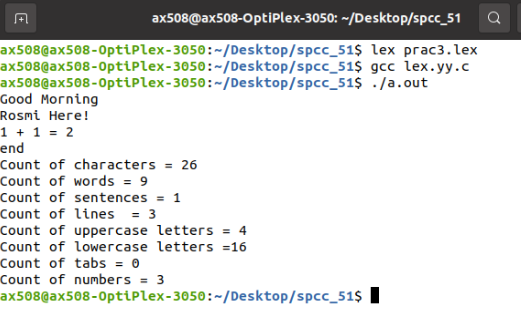 ax508@ax508-OptiPlex-3050: ~/Desktop/spcc_51
ax508@ax508-OptiPlex-3050:~/Desktop/spcc_51$ lex prac3.lex
ax508@ax508-OptiPlex-3050:~/Desktop/spcc_51$ gcc lex.yy.c
ax508@ax508-OptiPlex-3050:~/Desktop/spcc_51$ ./a.out
Good Morning
Rosmi Here!
1 + 1 = 2
end
Count of characters = 26
Count of words = 9
Count of sentences = 1
Count of lines  = 3
Count of uppercase letters = 4
Count of lowercase letters =16
Count of tabs = 0
Count of numbers = 3
ax508@ax508-OptiPlex-3050:~/Desktop/spcc_51$